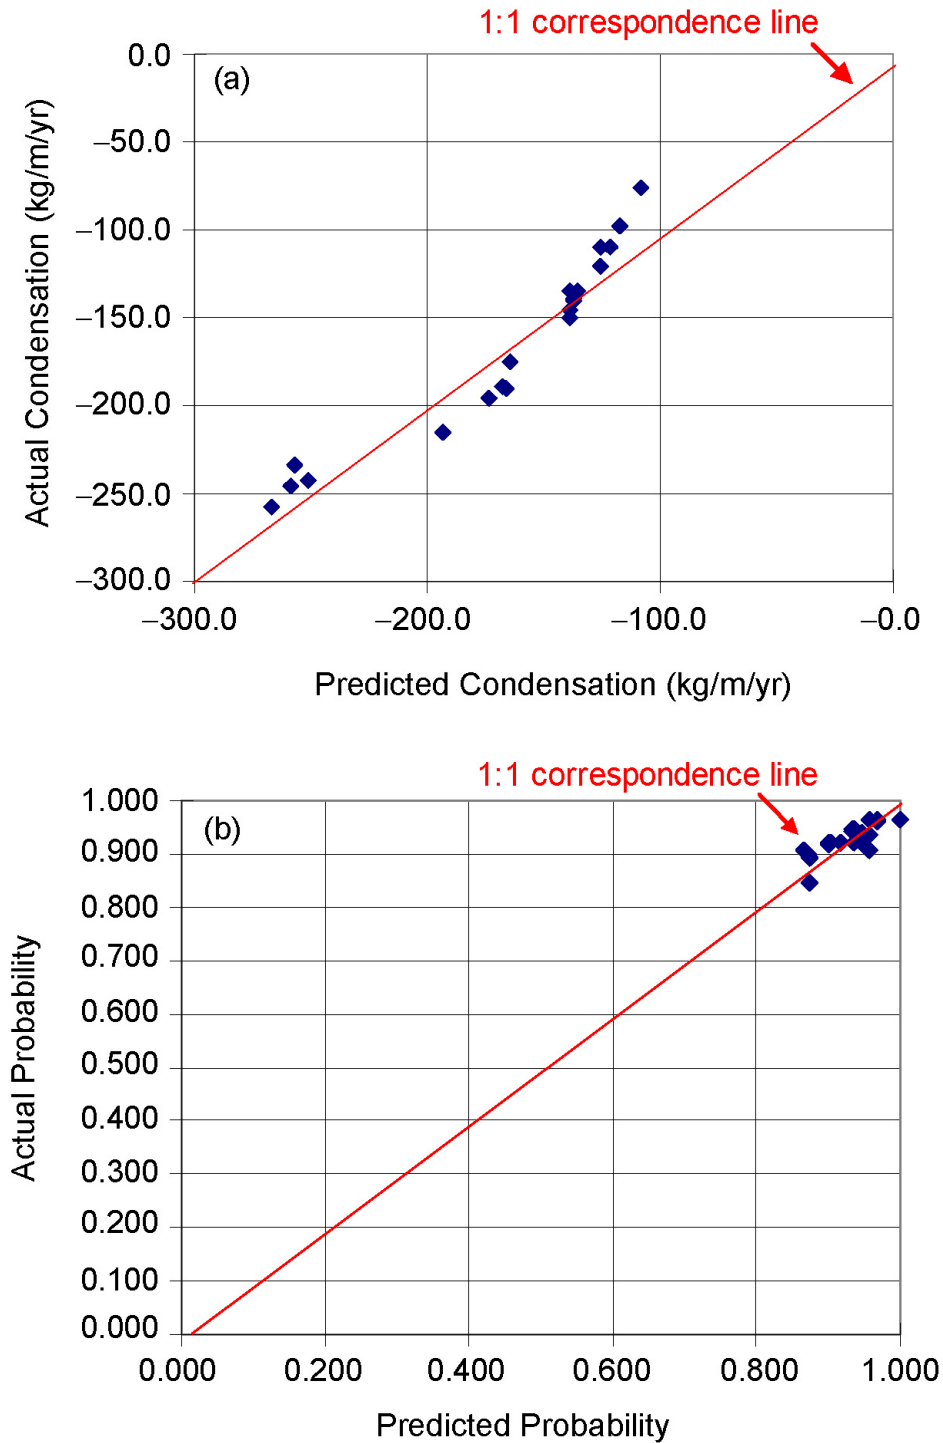 1:1 correspondence line
(a)
0.0
–50.0
–100.0
–150.0
–200.0
–250.0
–300.0
–300.0 –200.0 –100.0 –0.0
Actual Condensation (kg/m/yr)
Predicted Condensation (kg/m/yr)
1:1 correspondence line
(b)
1.000
0.900
0.800
0.700
0.600
0.500
0.400
0.300
0.200
0.100
0.000
0.000 0.200 0.400 0.600 0.800 1.000
Actual Probability
Predicted Probability